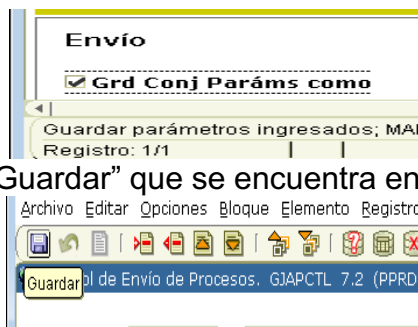 Envío
Grd Conj Paráms como
Guardar parámetros ingresados; MA
Registro: 1/1
Guardar” que se encuentra en
Archivo Editar Opciones Bloque Elemento Registro
Guardar ol de Envío de Procesos. GJAPCTL 7.2 (PPRD